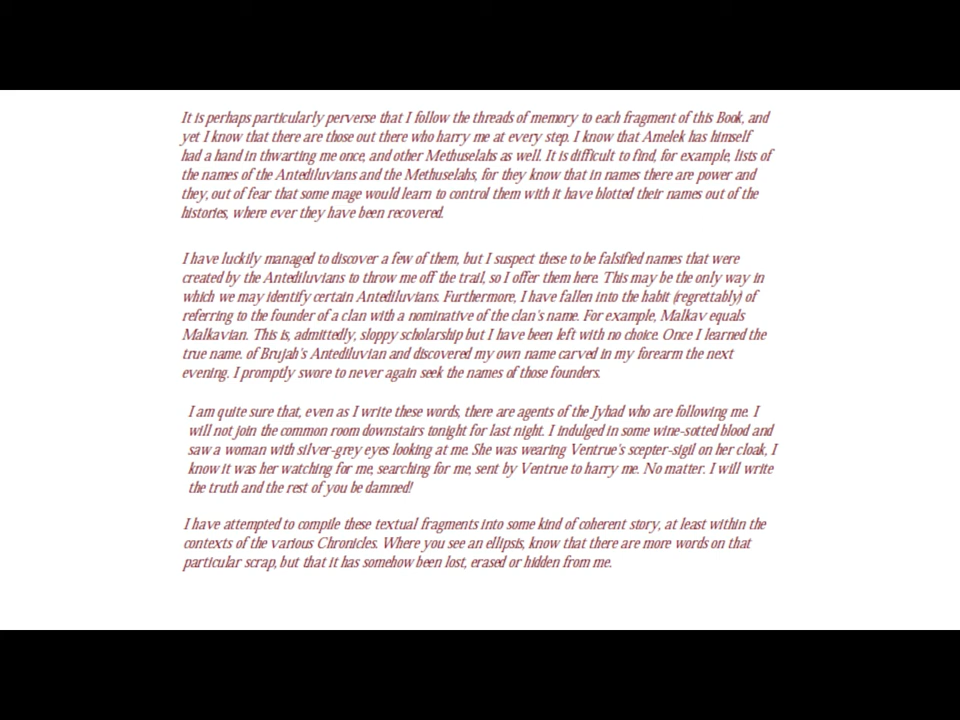 It is perhaps particularly perverse that I follow the threads of memory to each fragment of this Book, and
yet I know that there are those out there who harry me at every step. I know that Amelek has himself
had a hand in thwarting me once, and other Methuselahs as well. It is difficult to find, for example, lists of
the names of the Antediluvians and the Methuselahs, for they know that in names there are power and
they, out of fear that some mage would learn to control them with it have blotted their names out of the
histories, where ever they have been recovered.
I have luckily managed to discover a few of them, but I suspect these to be falsified names that were
created by the Antediluvians to throw me off the trail, so I offer them here. This may be the only way in
which we may identify certain Antediluvians. Furthermore, I have fallen into the habit (regrettably) of
referring to the founder of a clan with a nominative of the clan's name. For example, Malkav equals
Malkavian. This is, admittedly, sloppy scholarship but I have been left with no choice. Once I learned the
true name. of Brujah's Antediluvian and discovered my own name carved in my forearm the next
evening. I promptly swore to never again seek the names of those founders.
I am quite sure that, even as I write these words, there are agents of the Jyhad who are following me. I
will not join the common room downstairs tonight for last night. I indulged in some wine-sotted blood and
saw a woman with silver-grey eyes looking at me. She was wearing Ventrue's scepter-sigil on her cloak, I
know it was her watching for me, searching for me, sent by Ventrue to harry me. No matter. I will write
the truth and the rest of you be damned!
I have attempted to compile these textual fragments into some kind of coherent story, at least within the
contexts of the various Chronicles. Where you see an ellipsis, know that there are more words on that
particular scrap, but that it has somehow been lost, erased or hidden from me.